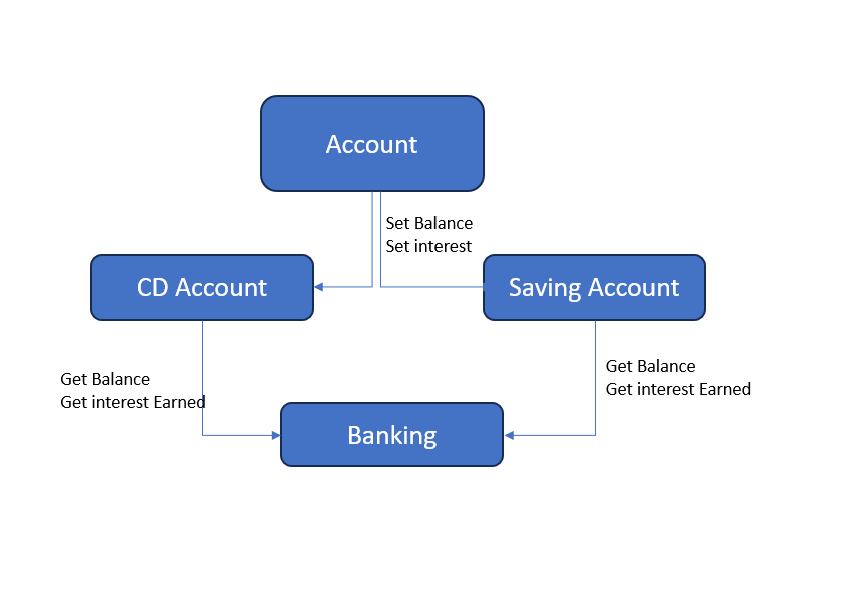 Account
Set Balance
Set interest
CD Account
Saving Account
Get Balance
Get interest Earned
Get Balance
Get interest Earned
Banking